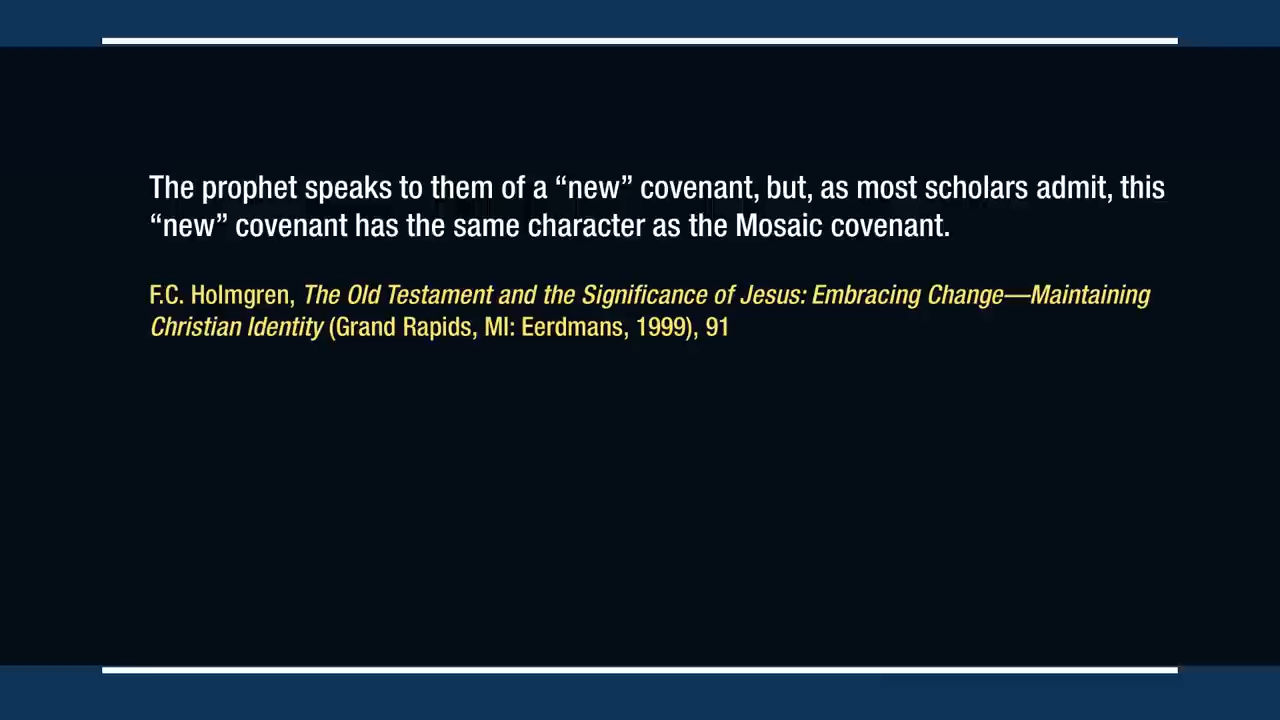 The prophet speaks to them of a “new” covenant, but, as most scholars admit, this
“new” covenant has the same character as the Mosaic covenant.
F.C. Holmgren, The Old Testament and the Significance of Jesus: Embracing Change—Maintaining
Christian Identity (Grand Rapids, MI: Eerdmans, 1999), 91